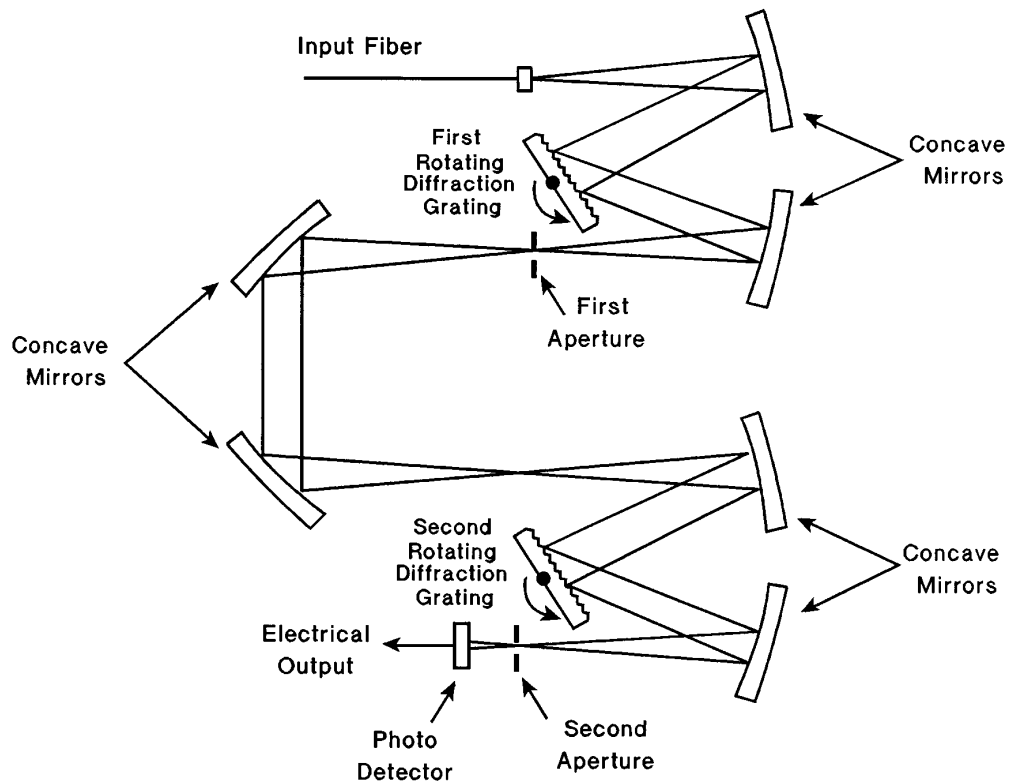 Input Fiber
First
Rotating
Diffraction
Grating
Concave
Mirrors
First
Aperture
Concave
Mirrors
Second
Rotating
Diffraction
Grating
Concave
Mirrors
Electrical
Output
Photo
Detector
Second
Aperture